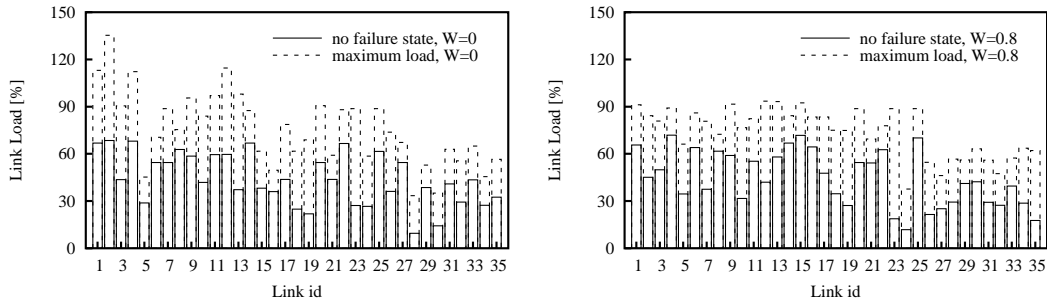 150
120
90
60
30
0
Link Load [%]
no failure state, W=0
maximum load, W=0
1 3 5 7 9 11 13 15 17 19 21 23 25 27 29 31 33 35
Link id
150
120
90
60
30
0
Link Load [%]
no failure state, W=0.8
maximum load, W=0.8
1 3 5 7 9 11 13 15 17 19 21 23 25 27 29 31 33 35
Link id